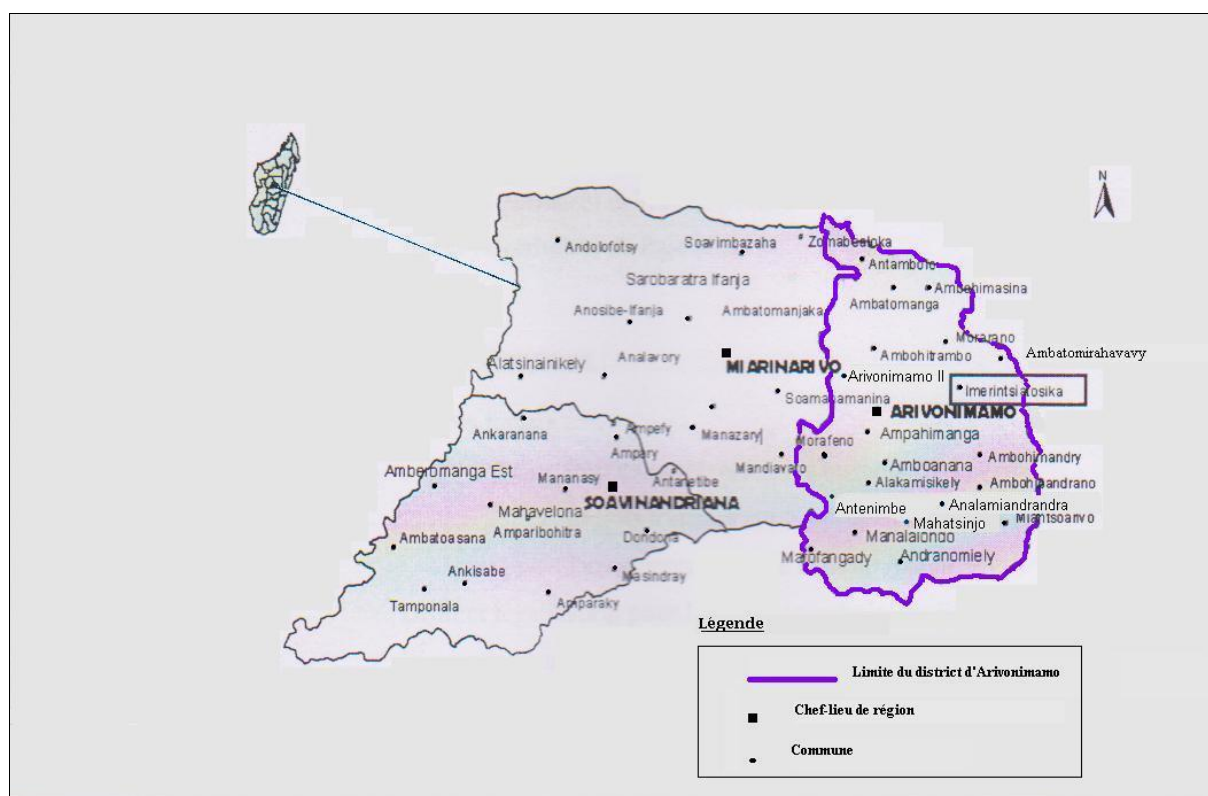 N
Andolofotsy
Soavimbazaha
Zomabealoka
Antambolo
Sarobaratra Ifanja
Ambatomanga
Ambohimasina
Anosibe-Ifanja
Ambatomanjaka
Morarano
Ambohitrambo
Ambatomirahavavy
Analavory
MIARINARIVO
Alatsinainikely
Arivonimamo II
Imerintsiatosika
Soamahamanina
ARIVONIMAMO
Ankaranana
Ampefy
Manazary
Morafeno
Ampahimanga
Ampary
Mandiavato
Amboanana
Ambohimandry
Amberomanga Est
Mananasy
Antanetibe
Alakamisikely
Ambohipandrano
SOAVINANDRIANA
Mahavelona
Antenimbe
Analamiandrandra
Amparibohitra
Mahatsinjo
Miantsoarivo
Ambatoasana
Dondona
Manalalondo
Marofangady
Andranomiely
Ankisabe
Masindray
Tamponala
Amparaky
Légende
Limite du district d'Arivonimamo
Chef-lieu de région
Commune